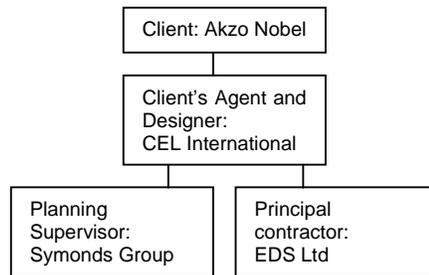 Client: Akzo Nobel
Client's Agent and
Designer:
CEL International
Planning
Supervisor:
Symonds Group
Principal
contractor:
EDS Ltd